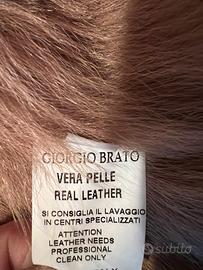 GIORGIO BRATO
VERA PELLE
REAL LEATHER
SI CONSIGLIA IL LAVAGGIO
IN CENTRI SPECIALIZZATI
ATTENTION
LEATHER NEEDS
PROFESSIONAL
CLEAN ONLY
subito